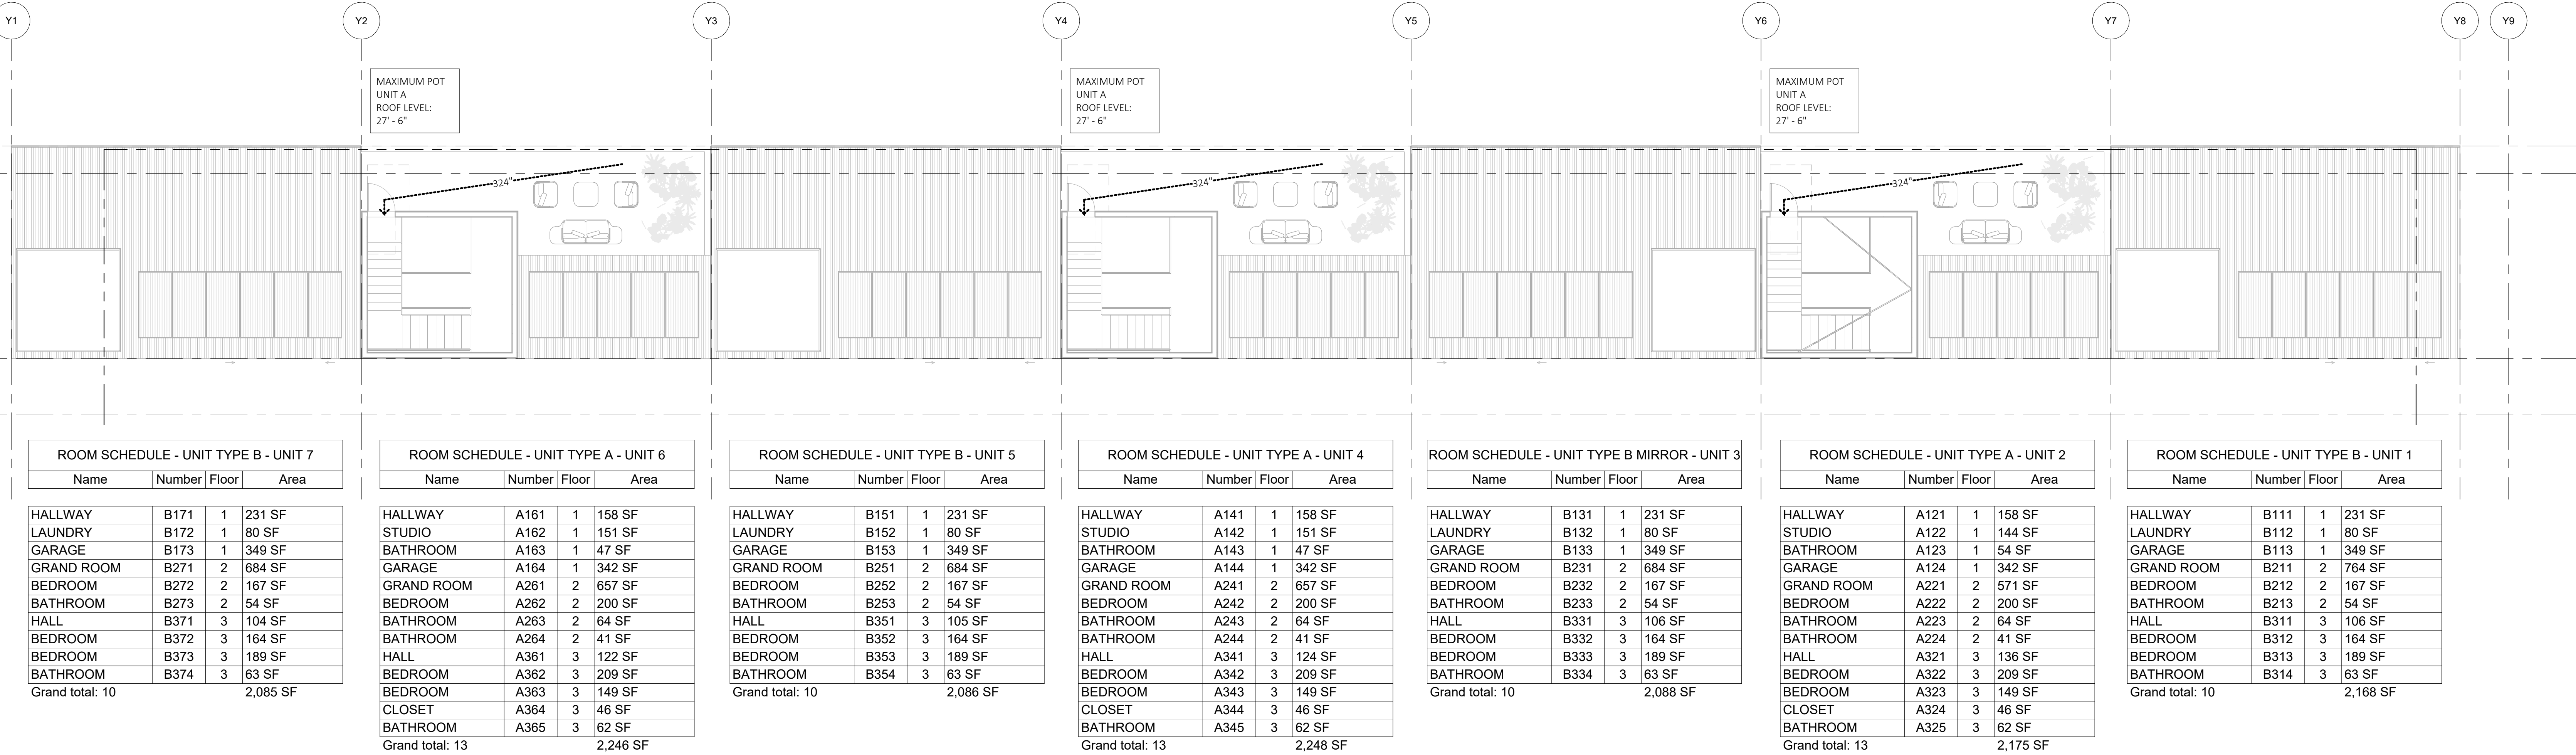 Y1 Y2 Y3 Y4 Y5 Y6 Y7 Y8 Y9
MAXIMUM POT
UNIT A
ROOF LEVEL:
27' - 6"
MAXIMUM POT
UNIT A
ROOF LEVEL:
27' - 6"
MAXIMUM POT
UNIT A
ROOF LEVEL:
27' - 6"
324"
324"
324"
ROOM SCHEDULE - UNIT TYPE B - UNIT 7
Name Number Floor Area
HALLWAY B171 1 231 SF
LAUNDRY B172 1 80 SF
GARAGE B173 1 349 SF
GRAND ROOM B271 2 684 SF
BEDROOM B272 2 167 SF
BATHROOM B273 2 54 SF
HALL B371 3 104 SF
BEDROOM B372 3 164 SF
BEDROOM B373 3 189 SF
BATHROOM B374 3 63 SF
Grand total: 10 2,085 SF
ROOM SCHEDULE - UNIT TYPE A - UNIT 6
Name Number Floor Area
HALLWAY A161 1 158 SF
STUDIO A162 1 151 SF
BATHROOM A163 1 47 SF
GARAGE A164 1 342 SF
GRAND ROOM A261 2 657 SF
BEDROOM A262 2 200 SF
BATHROOM A263 2 64 SF
BATHROOM A264 2 41 SF
HALL A361 3 122 SF
BEDROOM A362 3 209 SF
BEDROOM A363 3 149 SF
CLOSET A364 3 46 SF
BATHROOM A365 3 62 SF
Grand total: 13 2,246 SF
ROOM SCHEDULE - UNIT TYPE B - UNIT 5
Name Number Floor Area
HALLWAY B151 1 231 SF
LAUNDRY B152 1 80 SF
GARAGE B153 1 349 SF
GRAND ROOM B251 2 684 SF
BEDROOM B252 2 167 SF
BATHROOM B253 2 54 SF
HALL B351 3 105 SF
BEDROOM B352 3 164 SF
BEDROOM B353 3 189 SF
BATHROOM B354 3 63 SF
Grand total: 10 2,086 SF
ROOM SCHEDULE - UNIT TYPE A - UNIT 4
Name Number Floor Area
HALLWAY A141 1 158 SF
STUDIO A142 1 151 SF
BATHROOM A143 1 47 SF
GARAGE A144 1 342 SF
GRAND ROOM A241 2 657 SF
BEDROOM A242 2 200 SF
BATHROOM A243 2 64 SF
BATHROOM A244 2 41 SF
HALL A341 3 124 SF
BEDROOM A342 3 209 SF
BEDROOM A343 3 149 SF
CLOSET A344 3 46 SF
BATHROOM A345 3 62 SF
Grand total: 13 2,248 SF
ROOM SCHEDULE - UNIT TYPE B MIRROR - UNIT 3
Name Number Floor Area
HALLWAY B131 1 231 SF
LAUNDRY B132 1 80 SF
GARAGE B133 1 349 SF
GRAND ROOM B231 2 684 SF
BEDROOM B232 2 167 SF
BATHROOM B233 2 54 SF
HALL B331 3 106 SF
BEDROOM B332 3 164 SF
BEDROOM B333 3 189 SF
BATHROOM B334 3 63 SF
Grand total: 10 2,088 SF
ROOM SCHEDULE - UNIT TYPE A - UNIT 2
Name Number Floor Area
HALLWAY A121 1 158 SF
STUDIO A122 1 144 SF
BATHROOM A123 1 54 SF
GARAGE A124 1 342 SF
GRAND ROOM A221 2 571 SF
BEDROOM A222 2 200 SF
BATHROOM A223 2 64 SF
BATHROOM A224 2 41 SF
HALL A321 3 136 SF
BEDROOM A322 3 209 SF
BEDROOM A323 3 149 SF
CLOSET A324 3 46 SF
BATHROOM A325 3 62 SF
Grand total: 13 2,175 SF
ROOM SCHEDULE - UNIT TYPE B - UNIT 1
Name Number Floor Area
HALLWAY B111 1 231 SF
LAUNDRY B112 1 80 SF
GARAGE B113 1 349 SF
GRAND ROOM B211 2 764 SF
BEDROOM B212 2 167 SF
BATHROOM B213 2 54 SF
HALL B311 3 106 SF
BEDROOM B312 3 164 SF
BEDROOM B313 3 189 SF
BATHROOM B314 3 63 SF
Grand total: 10 2,168 SF